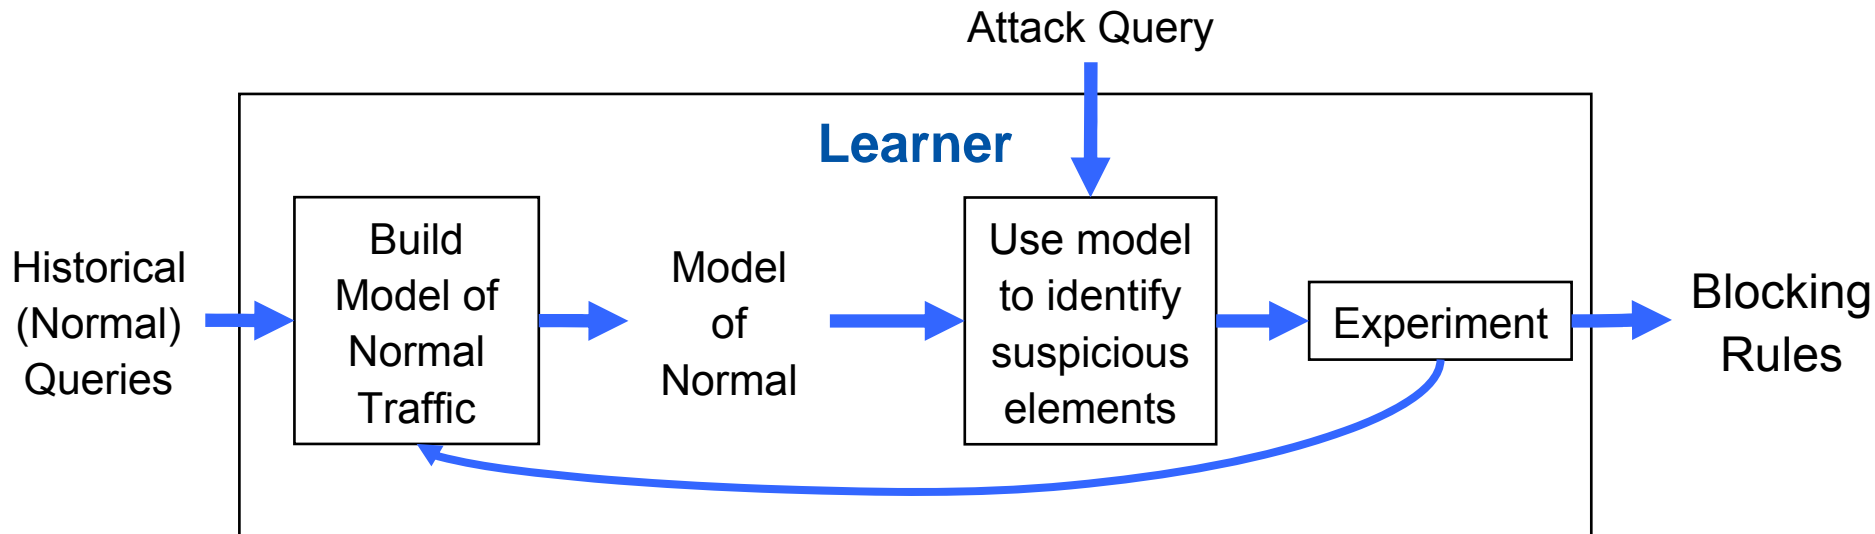 Attack Query
Learner
Historical
(Normal)
Queries
Build
Model of
Normal
Traffic
Model
of
Normal
Use model
to identify
suspicious
elements
Experiment
Blocking
Rules